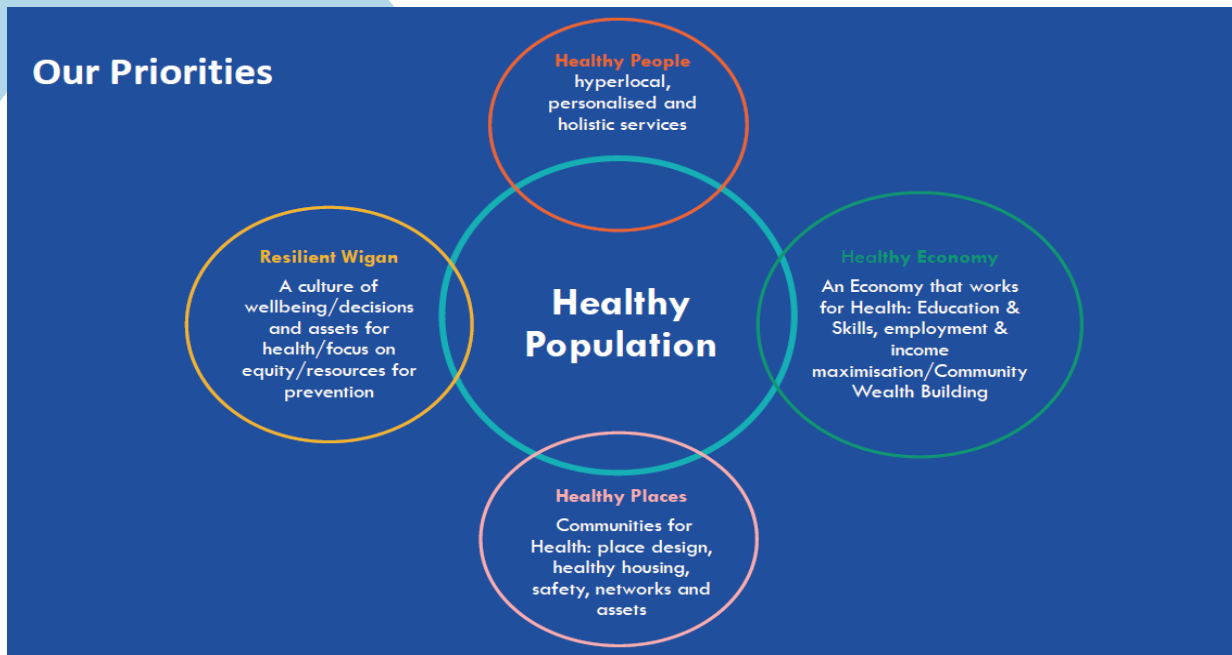 Our Priorities
Healthy People
hyperlocal,
personalised and
holistic services
Resilient Wigan
A culture of
wellbeing/decisions
and assets for
health/focus on
equity/resources for
prevention
Healthy
Population
Healthy Economy
An Economy that works
for Health: Education &
Skills, employment &
income
maximisation/Community
Wealth Building
Healthy Places
Communities for
Health: place design,
healthy housing,
safety, networks and
assets